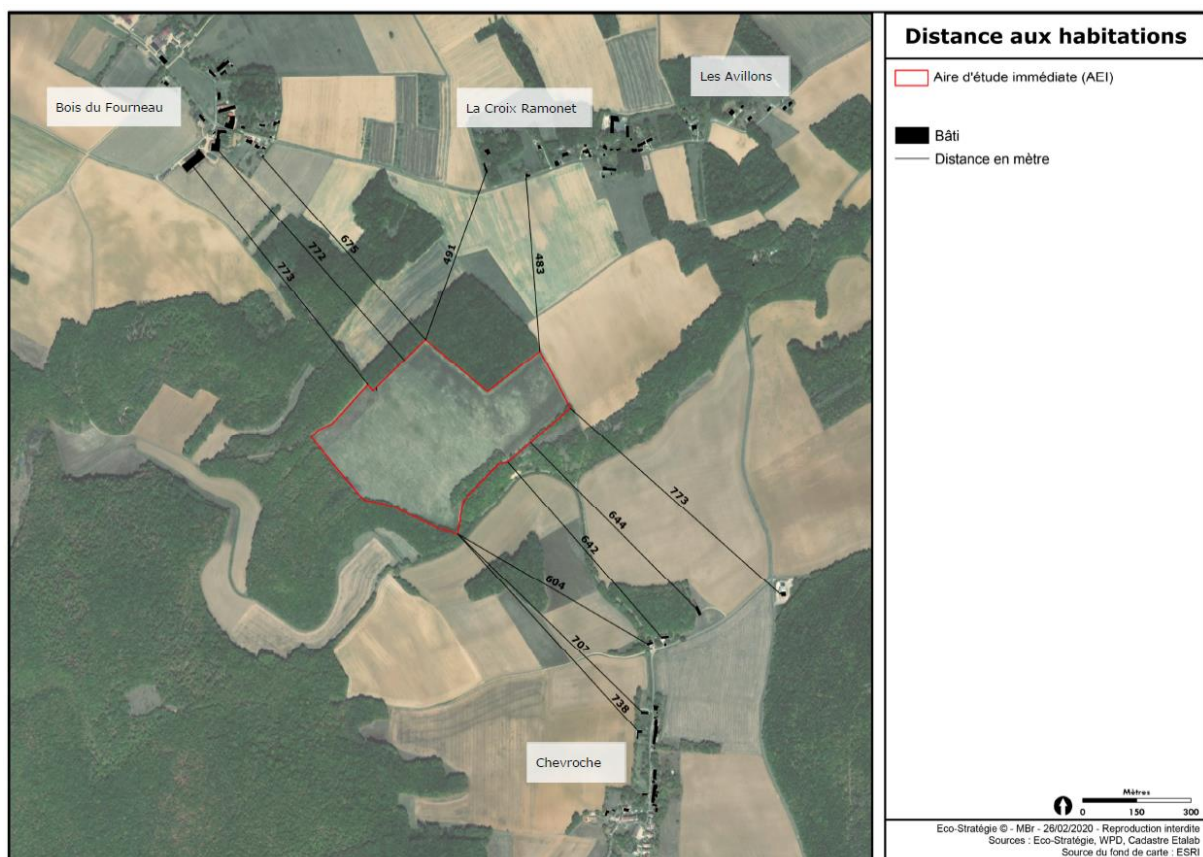 Distance aux habitations
Aire d'étude immédiate (AEI)
Bâti
Distance en mètre
Les Avillons
Bois du Fourneau
La Croix Ramonet
491
483
675
772
773
773
644
642
604
707
738
Chevroche
Mètres
0 150 300
Eco-Stratégie © - MBr - 26/02/2020 - Reproduction interdite
Sources : Eco-Stratégie, WPD, Cadastre Etalab
Source du fond de carte : ESRI